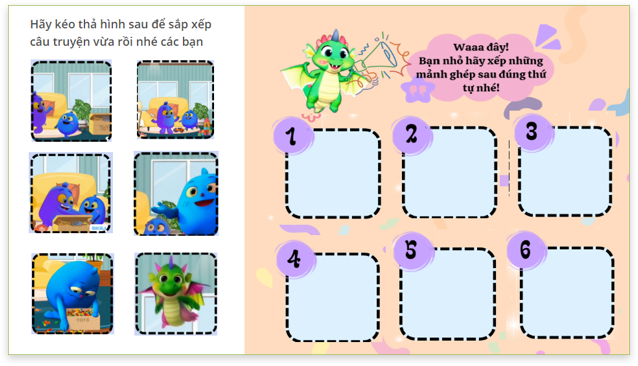 Hãy kéo thả hình sau để sắp xếp
câu truyện vừa rồi nhé các bạn
Waaa đây!
Bạn nhỏ hãy xếp những
mảnh ghép sau đúng thứ
tự nhé!
1
2
3
4
5
6